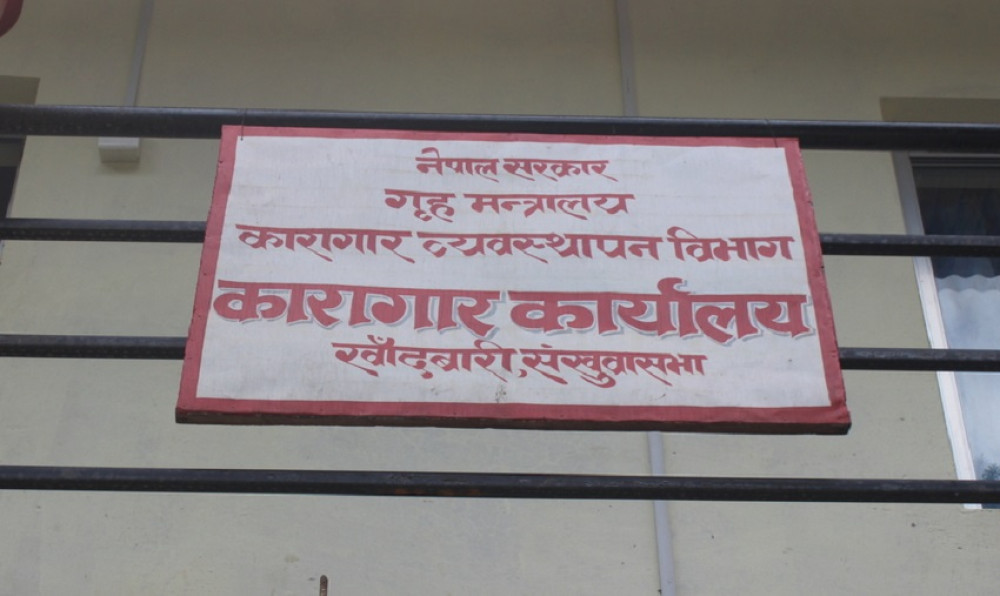 नेपाल सरकार
गृह मन्त्रालय
कारागार व्यवस्थापन विभाग
कारागार कार्यालय
खाँदबारी, संखुवासभा